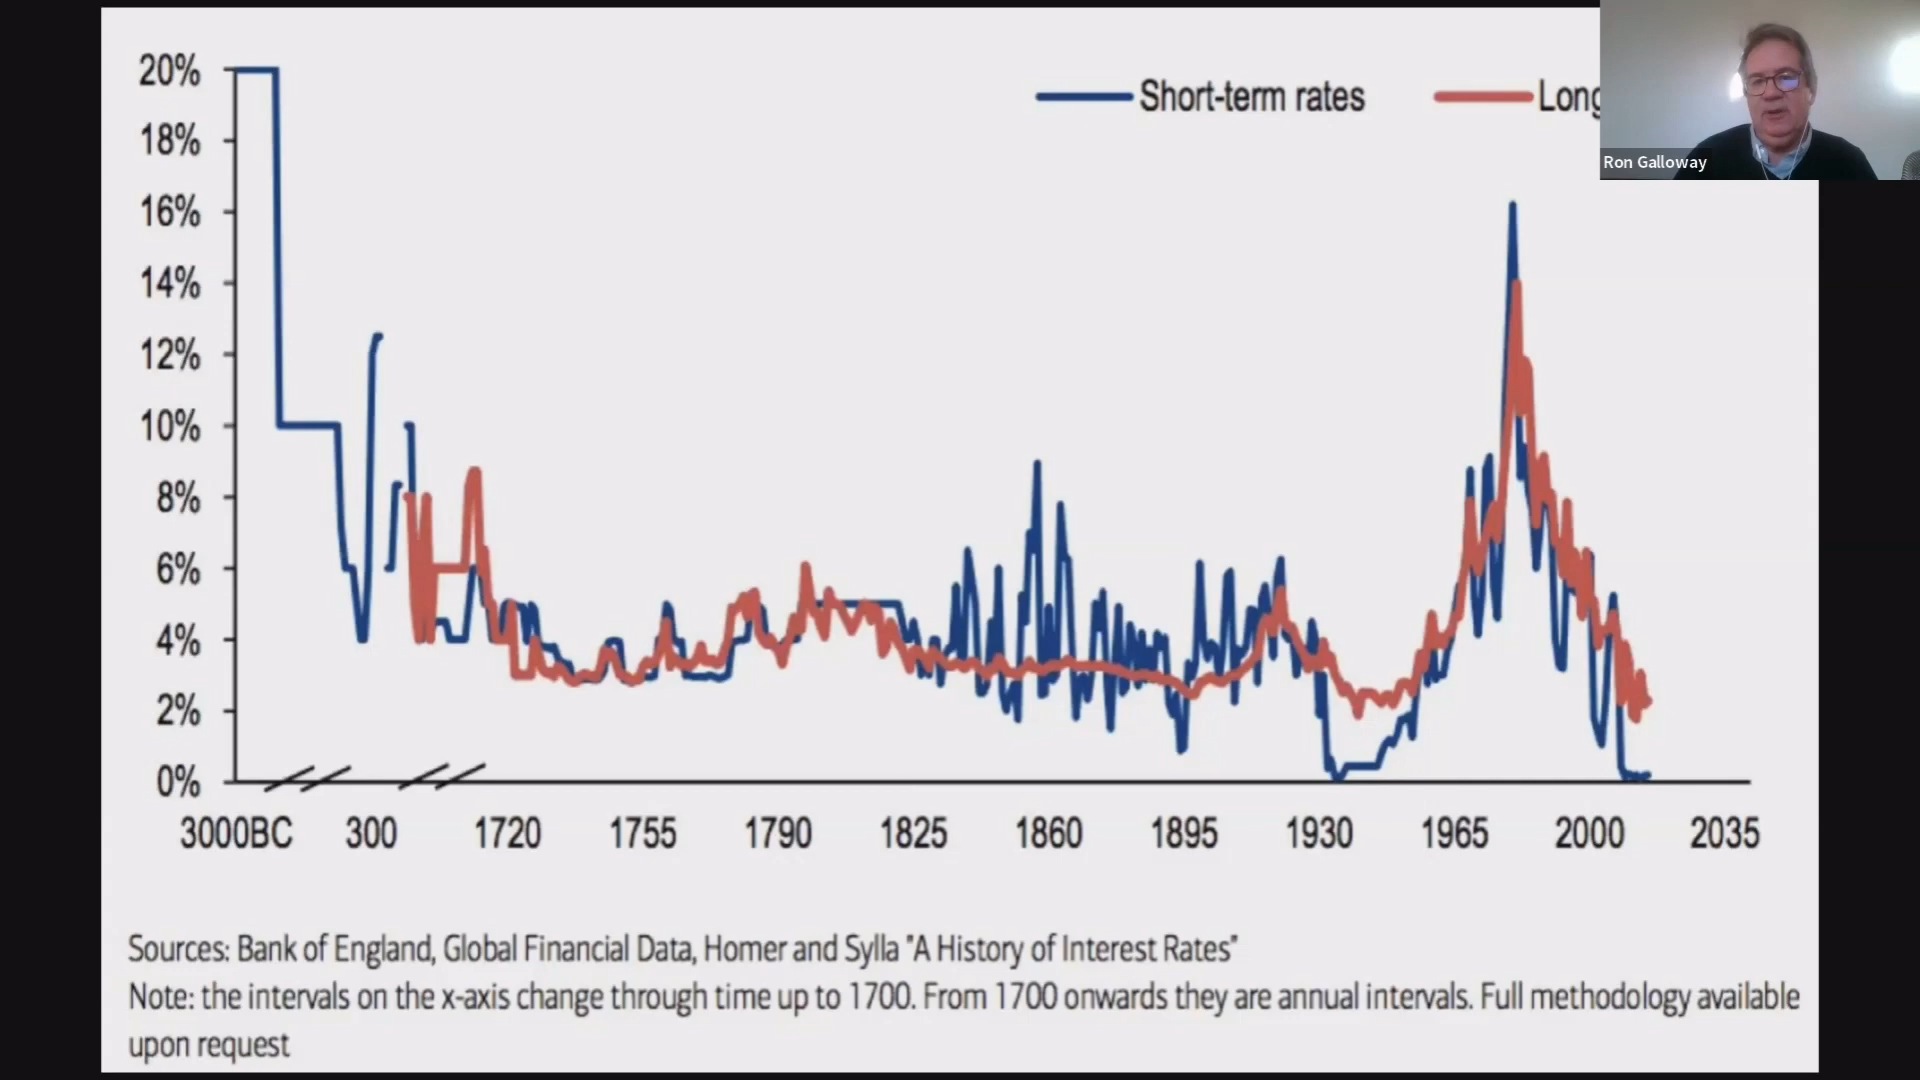 20%
18%
16%
14%
12%
10%
8%
6%
4%
2%
0%
Short-term rates
Long
Ron Galloway
3000BC 300 1720 1755 1790 1825 1860 1895 1930 1965 2000 2035
Sources: Bank of England, Global Financial Data, Homer and Sylla "A History of Interest Rates"
Note: the intervals on the x-axis change through time up to 1700. From 1700 onwards they are annual intervals. Full methodology available
upon request